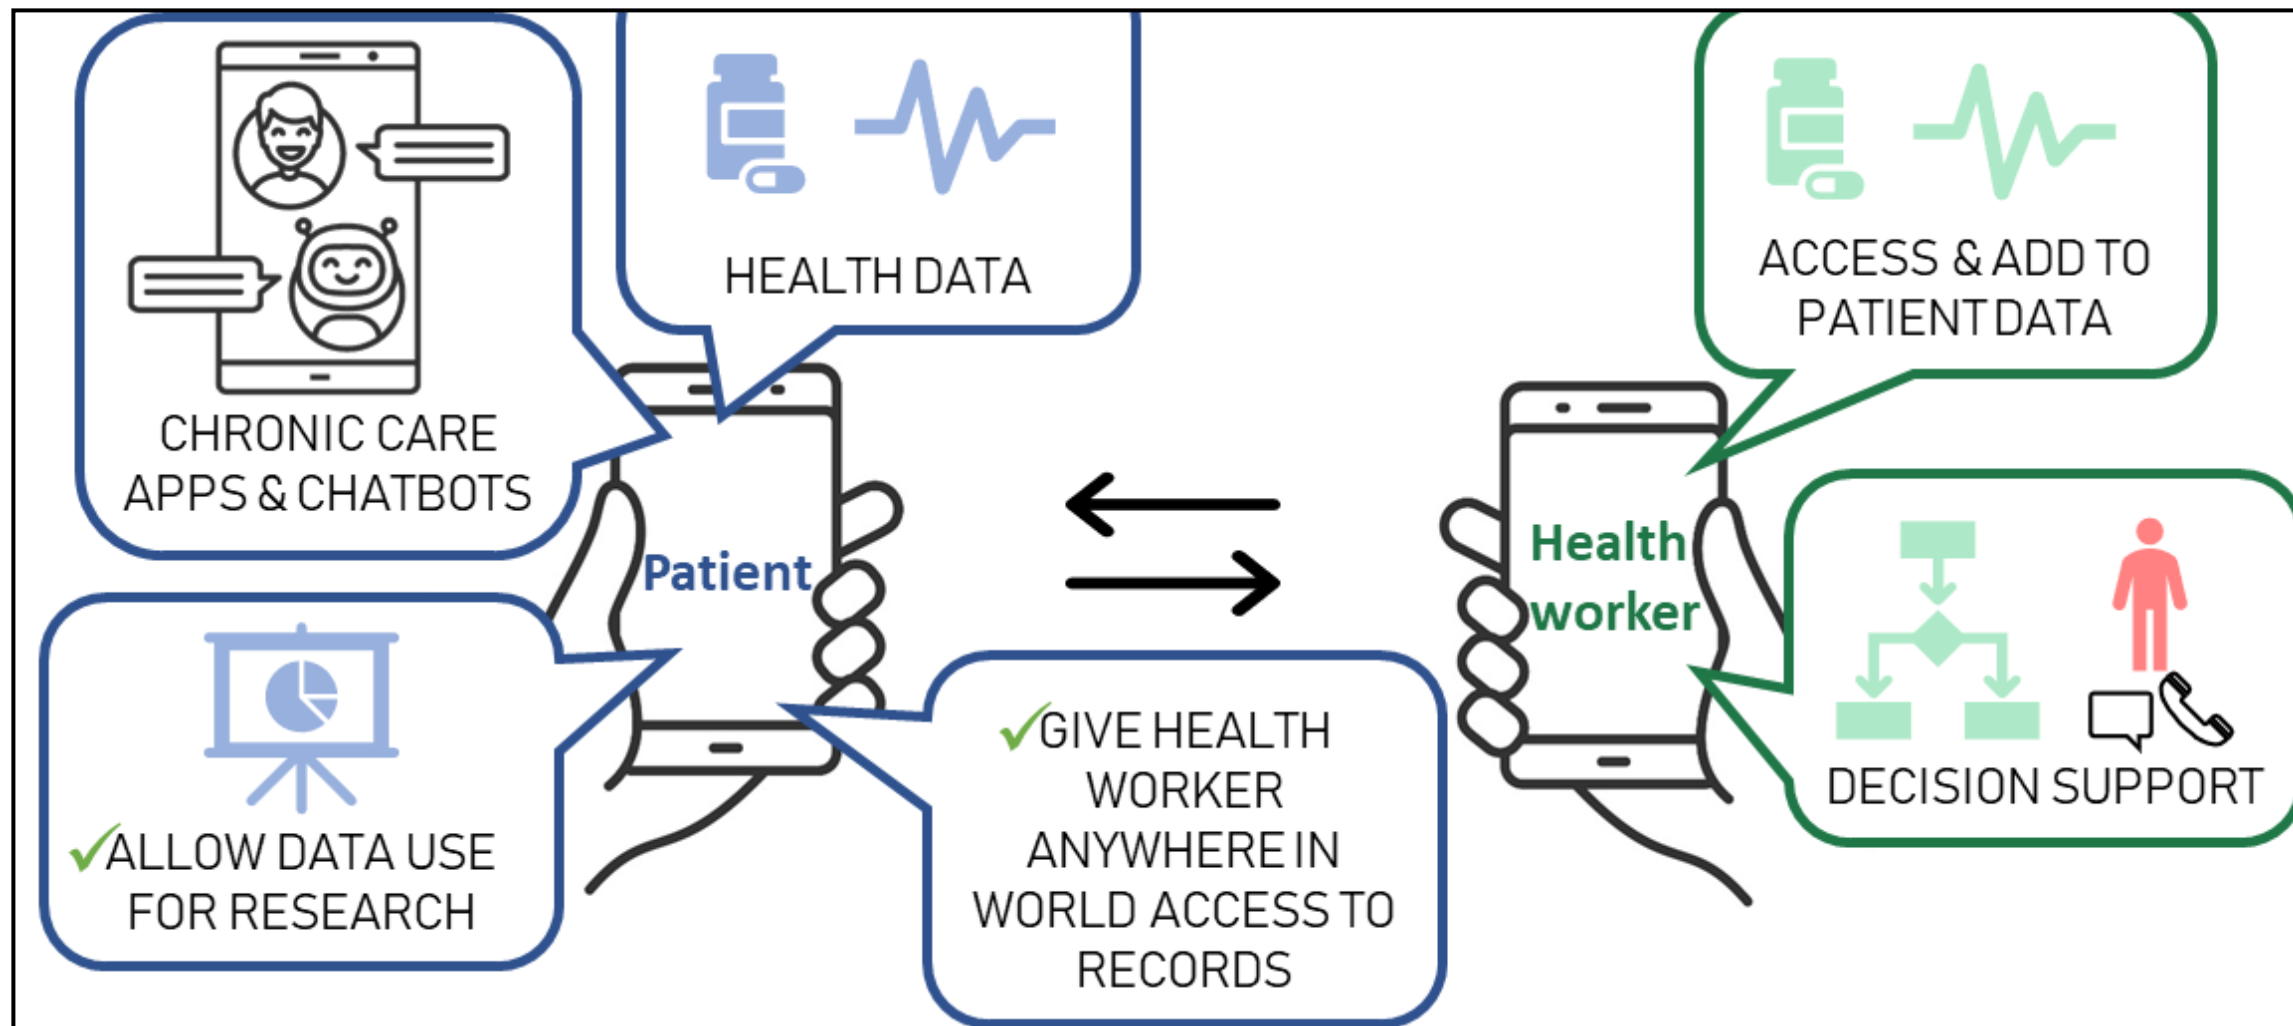 CHRONIC CARE
APPS & CHATBOTS
HEALTH DATA
ACCESS & ADD TO
PATIENT DATA
Patient
Health
worker
ALLOW DATA USE
FOR RESEARCH
GIVE HEALTH
WORKER
ANYWHERE IN
WORLD ACCESS TO
RECORDS
DECISION SUPPORT